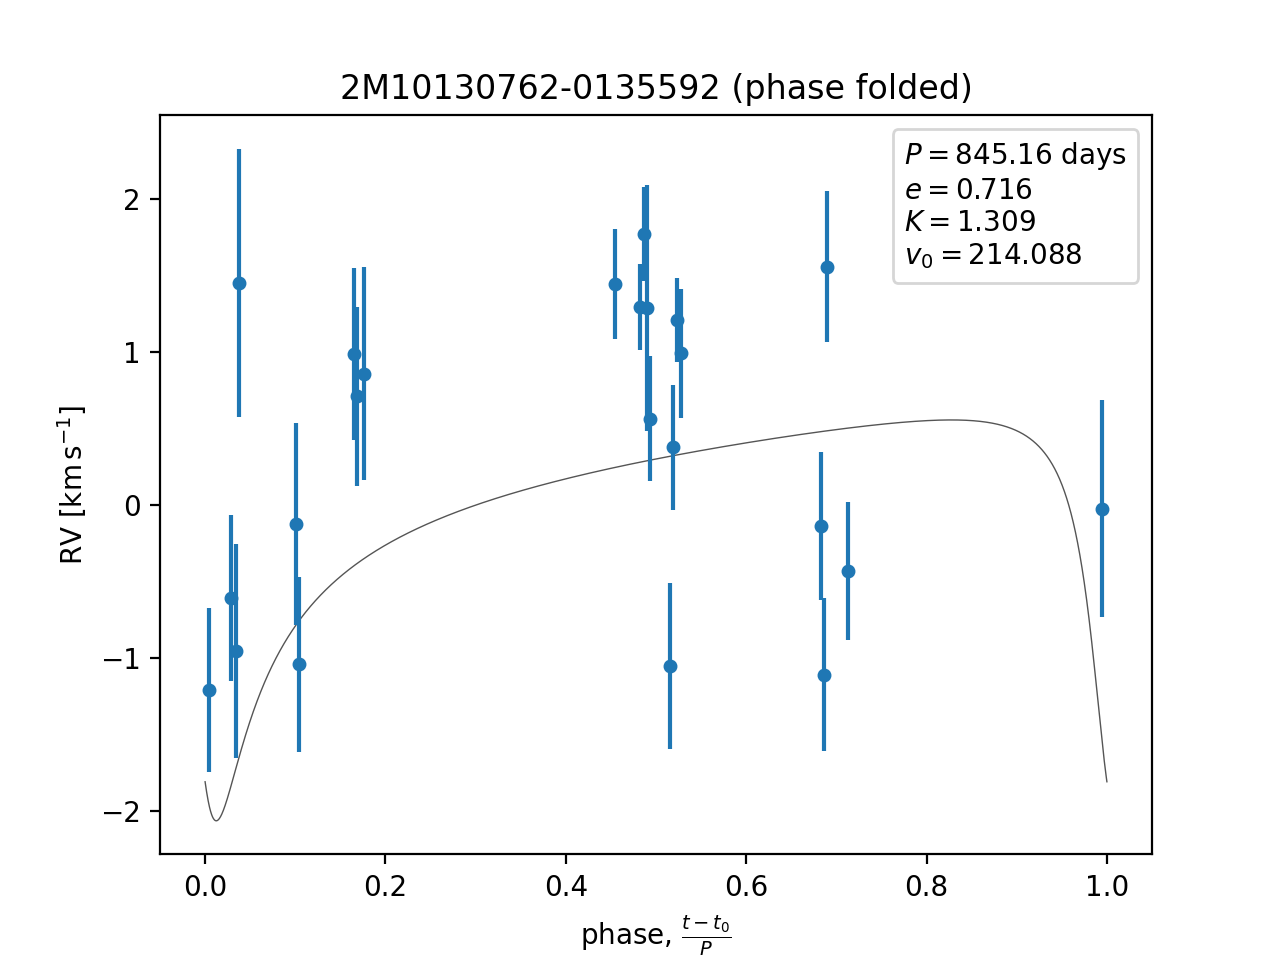 2M10130762-0135592 (phase folded)
P = 845.16 days
e = 0.716
K = 1.309
v₀ = 214.088
RV [km s⁻¹]
2
1
0
−1
−2
0.0 0.2 0.4 0.6 0.8 1.0
phase, (t − t₀)/P